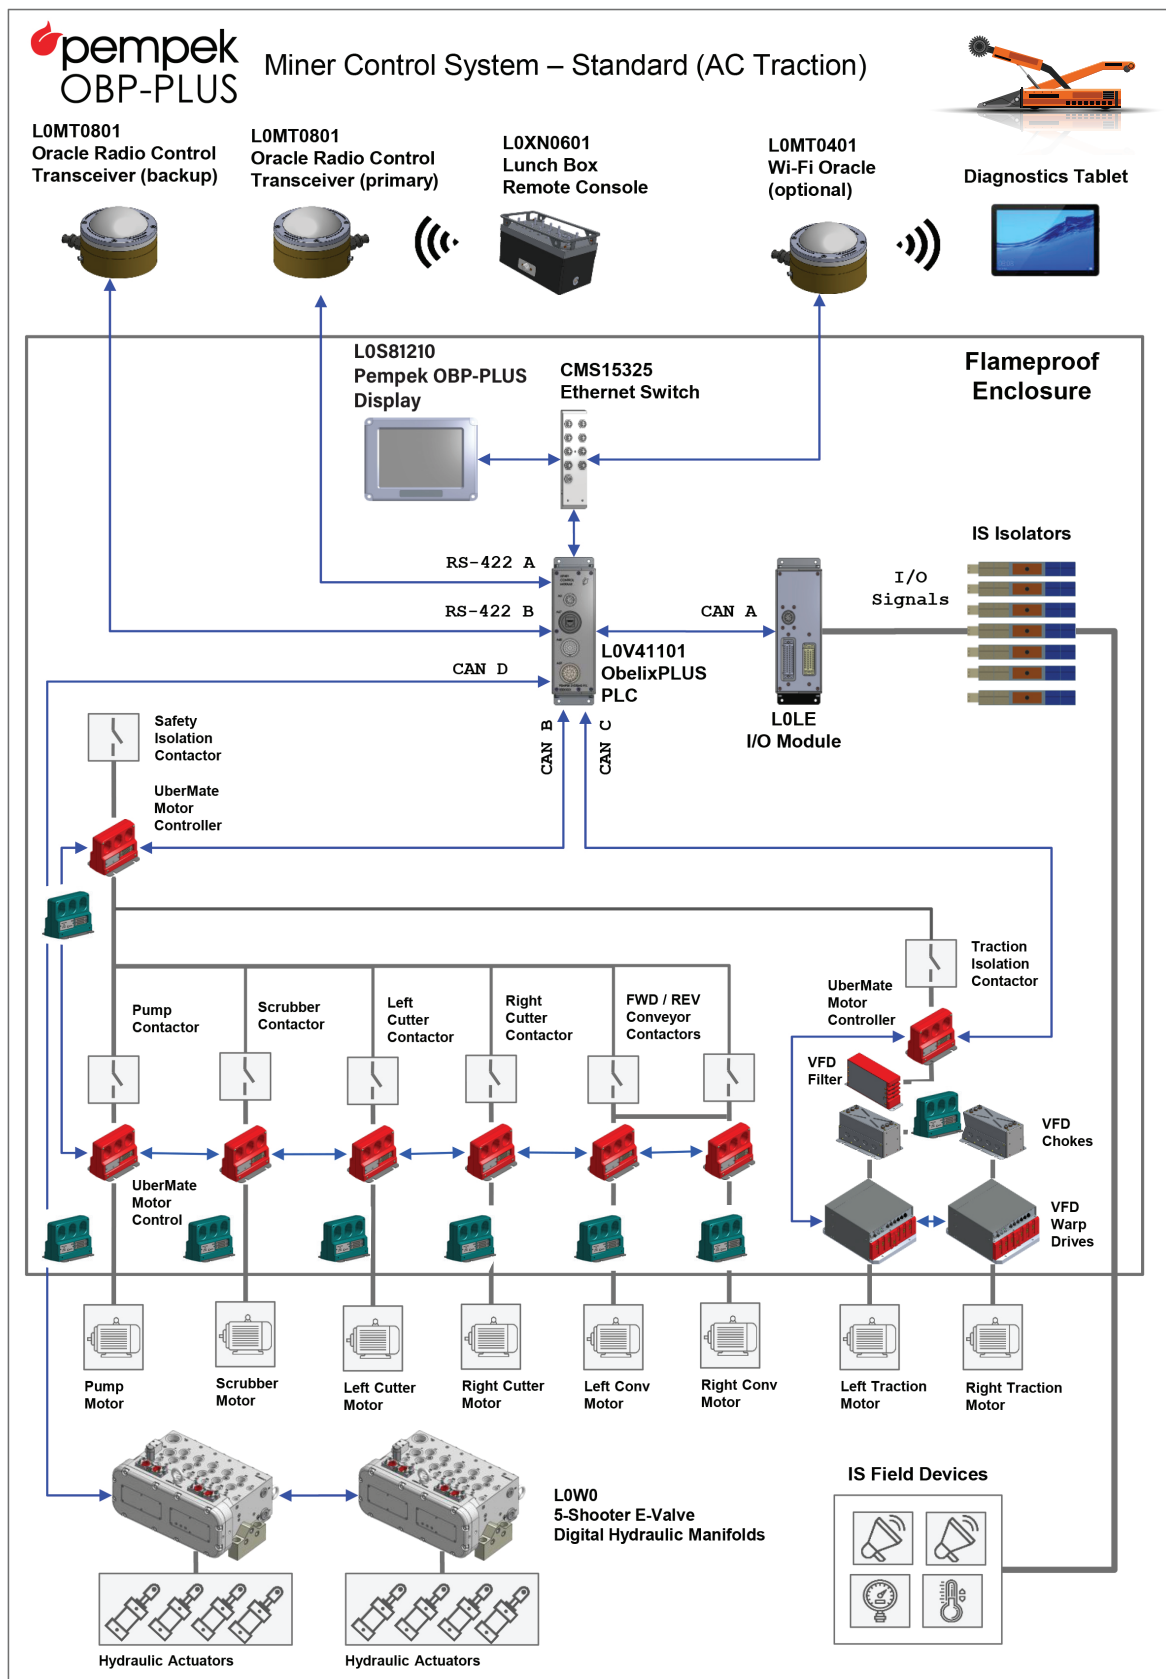 pempek
OBP-PLUS
Miner Control System – Standard (AC Traction)
L0MT0801
Oracle Radio Control
Transceiver (backup)
L0MT0801
Oracle Radio Control
Transceiver (primary)
L0XN0601
Lunch Box
Remote Console
L0MT0401
Wi-Fi Oracle
(optional)
Diagnostics Tablet
L0S81210
Pempek OBP-PLUS
Display
CMS15325
Ethernet Switch
Flameproof
Enclosure
RS-422 A
RS-422 B
CAN D
CAN A
I/O
Signals
IS Isolators
L0V41101
ObelixPLUS
PLC
L0LE
I/O Module
CAN B
CAN C
Safety
Isolation
Contactor
UberMate
Motor
Controller
Traction
Isolation
Contactor
UberMate
Motor
Controller
Pump
Contactor
Scrubber
Contactor
Left
Cutter
Contactor
Right
Cutter
Contactor
FWD / REV
Conveyor
Contactors
VFD
Filter
VFD
Chokes
UberMate
Motor
Control
VFD
Warp
Drives
Pump
Motor
Scrubber
Motor
Left Cutter
Motor
Right Cutter
Motor
Left Conv
Motor
Right Conv
Motor
Left Traction
Motor
Right Traction
Motor
L0W0
5-Shooter E-Valve
Digital Hydraulic Manifolds
IS Field Devices
Hydraulic Actuators
Hydraulic Actuators